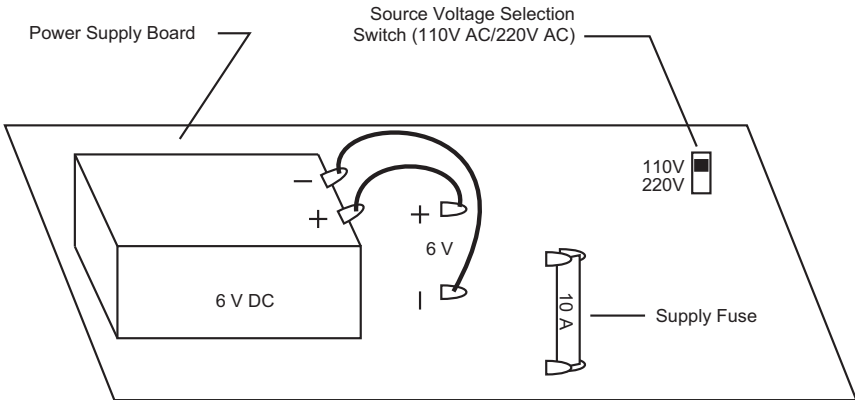 Source Voltage Selection
Switch (110V AC/220V AC)
Power Supply Board
110V
220V
–
+
+
6 V
–
6 V DC
10 A
Supply Fuse